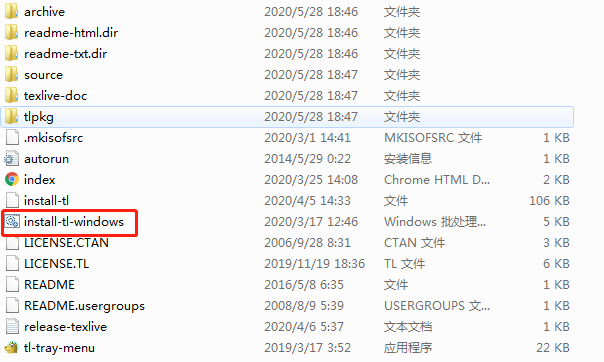 archive 2020/5/28 18:46 文件夹
readme-html.dir 2020/5/28 18:46 文件夹
readme-txt.dir 2020/5/28 18:46 文件夹
source 2020/5/28 18:47 文件夹
texlive-doc 2020/5/28 18:47 文件夹
tlpkg 2020/5/28 18:47 文件夹
.mkisofsrc 2020/3/1 14:41 MKISOFSRC 文件 1 KB
autorun 2014/5/29 0:22 安装信息 1 KB
index 2020/3/25 14:08 Chrome HTML D... 5 KB
install-tl 2020/4/5 14:33 文件 106 KB
install-tl-windows 2020/3/17 12:46 Windows 批处理... 5 KB
LICENSE.CTAN 2006/9/28 8:31 CTAN 文件 3 KB
LICENSE.TL 2019/11/19 18:36 TL 文件 6 KB
README 2016/5/8 6:35 文件 2 KB
README.usergroups 2008/8/9 5:39 USERGROUPS 文... 2 KB
release-texlive 2020/4/6 5:37 文本文档 1 KB
tl-tray-menu 2019/3/17 3:52 应用程序 22 KB